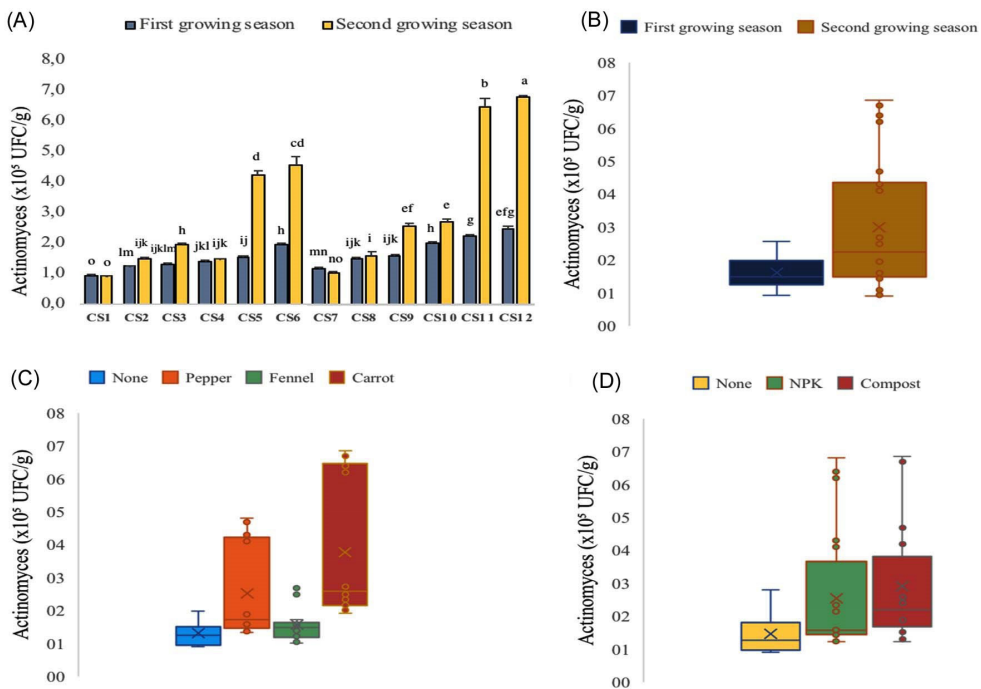 (A)
First growing season Second growing season
Actinomyces (x10⁵ UFC/g)
9,0
8,0
7,0
6,0
5,0
4,0
3,0
2,0
1,0
0,0
o o lm ijk ijklm h jkl ijk ij d h cd mn no ijk i ijk ef h e g b efg a
CS1 CS2 CS3 CS4 CS5 CS6 CS7 CS8 CS9 CS10 CS11 CS12
(B)
First growing season Second growing season
Actinomyces (x10⁵ UFC/g)
08
07
06
05
04
03
02
01
00
(C)
None Pepper Fennel Carrot
Actinomyces (x10⁵ UFC/g)
08
07
06
05
04
03
02
01
00
(D)
None NPK Compost
Actinomyces (x10⁵ UFC/g)
08
07
06
05
04
03
02
01
00